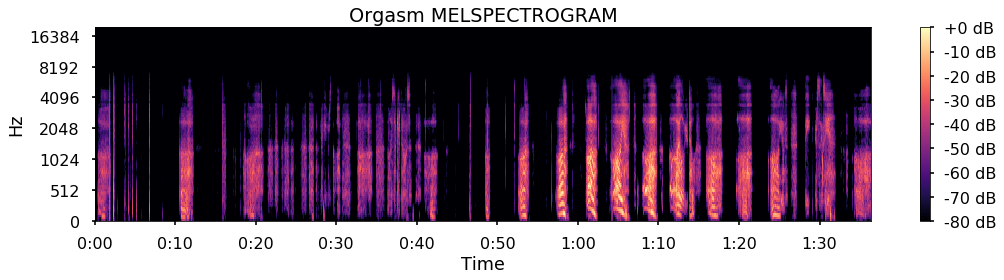 Orgasm MELSPECTROGRAM
Hz
16384
8192
4096
2048
1024
512
0
0:00 0:10 0:20 0:30 0:40 0:50 1:00 1:10 1:20 1:30
Time
+0 dB
-10 dB
-20 dB
-30 dB
-40 dB
-50 dB
-60 dB
-70 dB
-80 dB